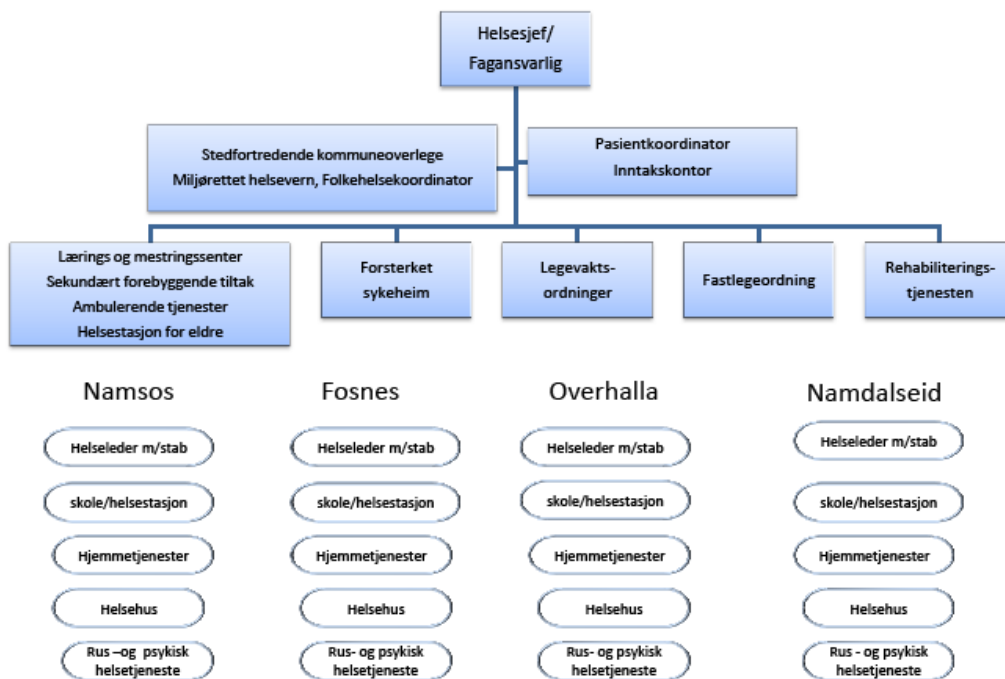 Helsesjef/
Fagansvarlig
Stedfortredende kommuneoverlege
Miljørettet helsevern, Folkehelsekoordinator
Pasientkoordinator
Inntakskontor
Lærings og mestringssenter
Sekundært forebyggende tiltak
Ambulerende tjenester
Helsestasjon for eldre
Forsterket
sykeheim
Legevakts-
ordninger
Fastlegeordning
Rehabiliterings-
tjenesten
Namsos
Fosnes
Overhalla
Namdalseid
Helseleder m/stab
Helseleder m/stab
Helseleder m/stab
Helseleder m/stab
skole/helsestasjon
skole/helsestasjon
skole/helsestasjon
skole/helsestasjon
Hjemmetjenester
Hjemmetjenester
Hjemmetjenester
Hjemmetjenester
Helsehus
Helsehus
Helsehus
Helsehus
Rus –og psykisk
helsetjeneste
Rus- og psykisk
helsetjeneste
Rus- og psykisk
helsetjeneste
Rus - og psykisk
helsetjeneste